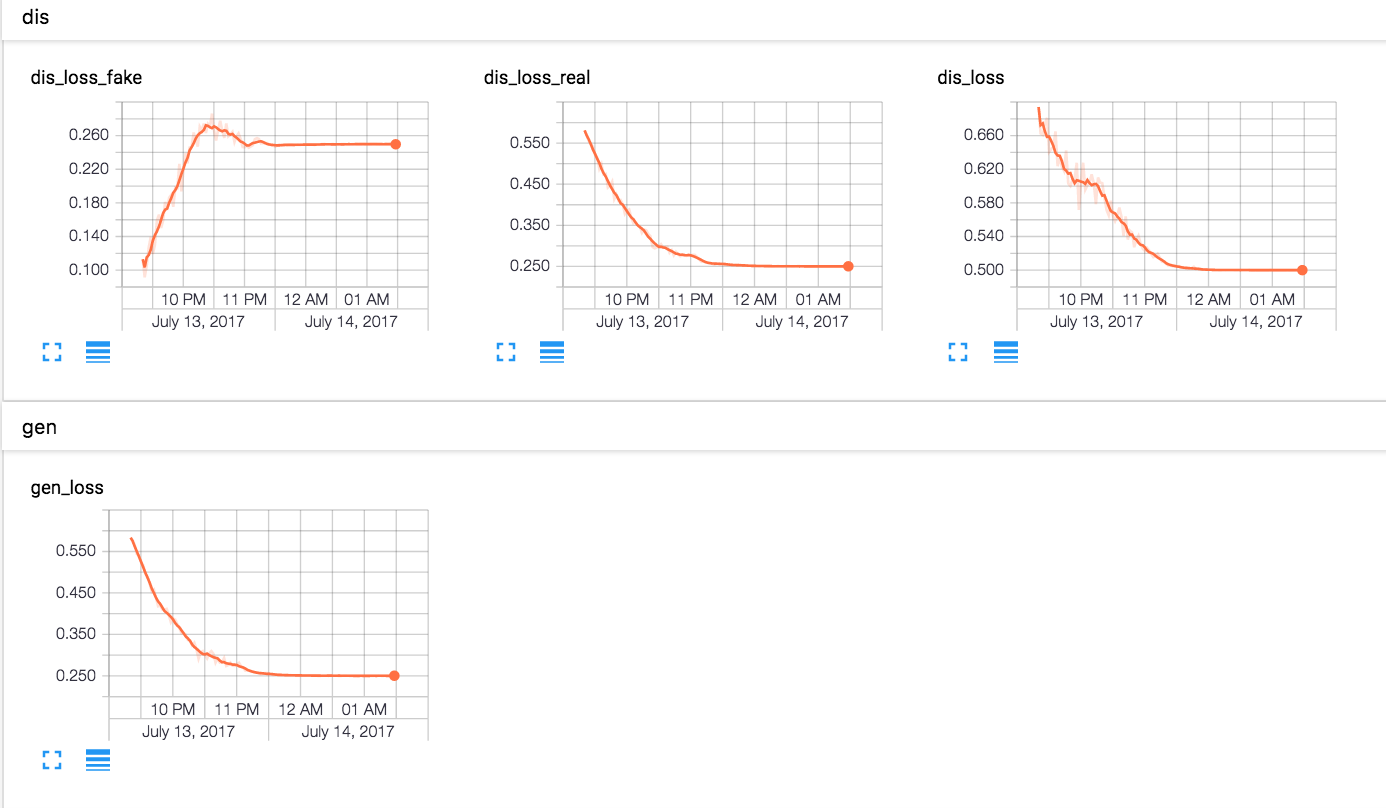 dis
dis_loss_fake dis_loss_real dis_loss
0.260
0.220
0.180
0.140
0.100
10 PM 11 PM 12 AM 01 AM
July 13, 2017 July 14, 2017
0.550
0.450
0.350
0.250
10 PM 11 PM 12 AM 01 AM
July 13, 2017 July 14, 2017
0.660
0.620
0.580
0.540
0.500
10 PM 11 PM 12 AM 01 AM
July 13, 2017 July 14, 2017
gen
gen_loss
0.550
0.450
0.350
0.250
10 PM 11 PM 12 AM 01 AM
July 13, 2017 July 14, 2017